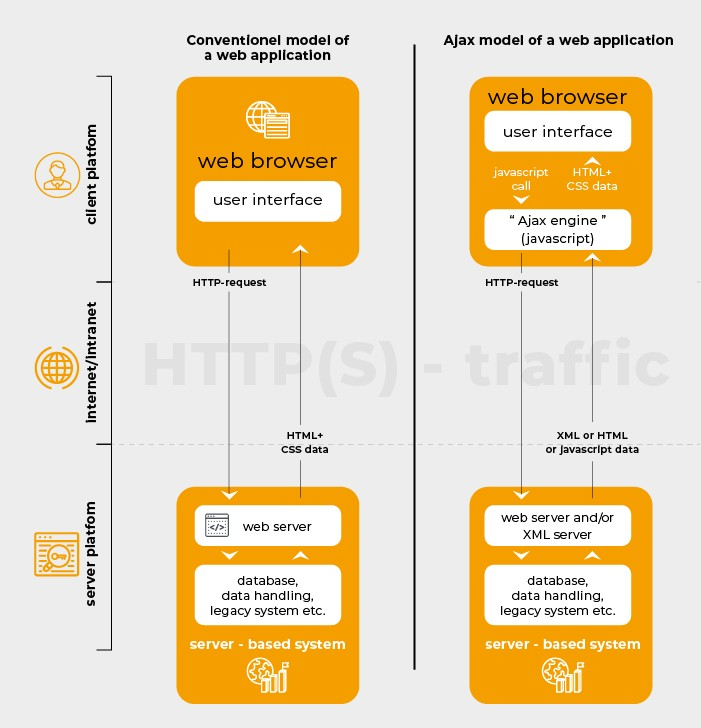 Conventionel model of
a web application
Ajax model of a web application
client platfom
web browser
user interface
web browser
user interface
javascript
call
HTML+
CSS data
“ Ajax engine ”
(javascript)
HTTP-request
HTTP-request
Internet/Intranet
HTTP(S) - traffic
HTML+
CSS data
XML or HTML
or javascript data
server platfom
</>
web server
database,
data handling,
legacy system etc.
server - based system
web server and/or
XML server
database,
data handling,
legacy system etc.
server - based system